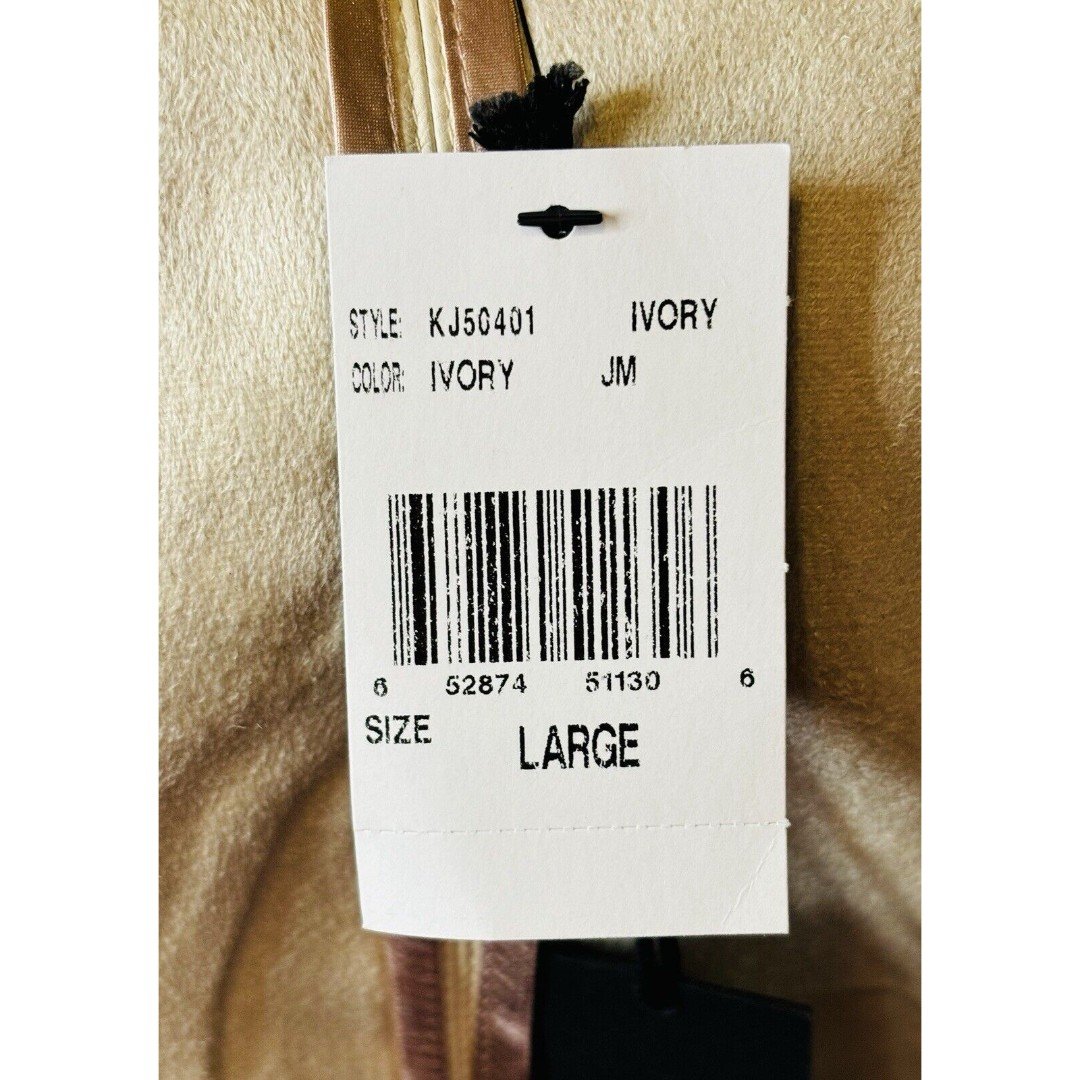 STYLE: KJ50401 IVORY
COLOR: IVORY JM
6 52874 51130 6
SIZE LARGE